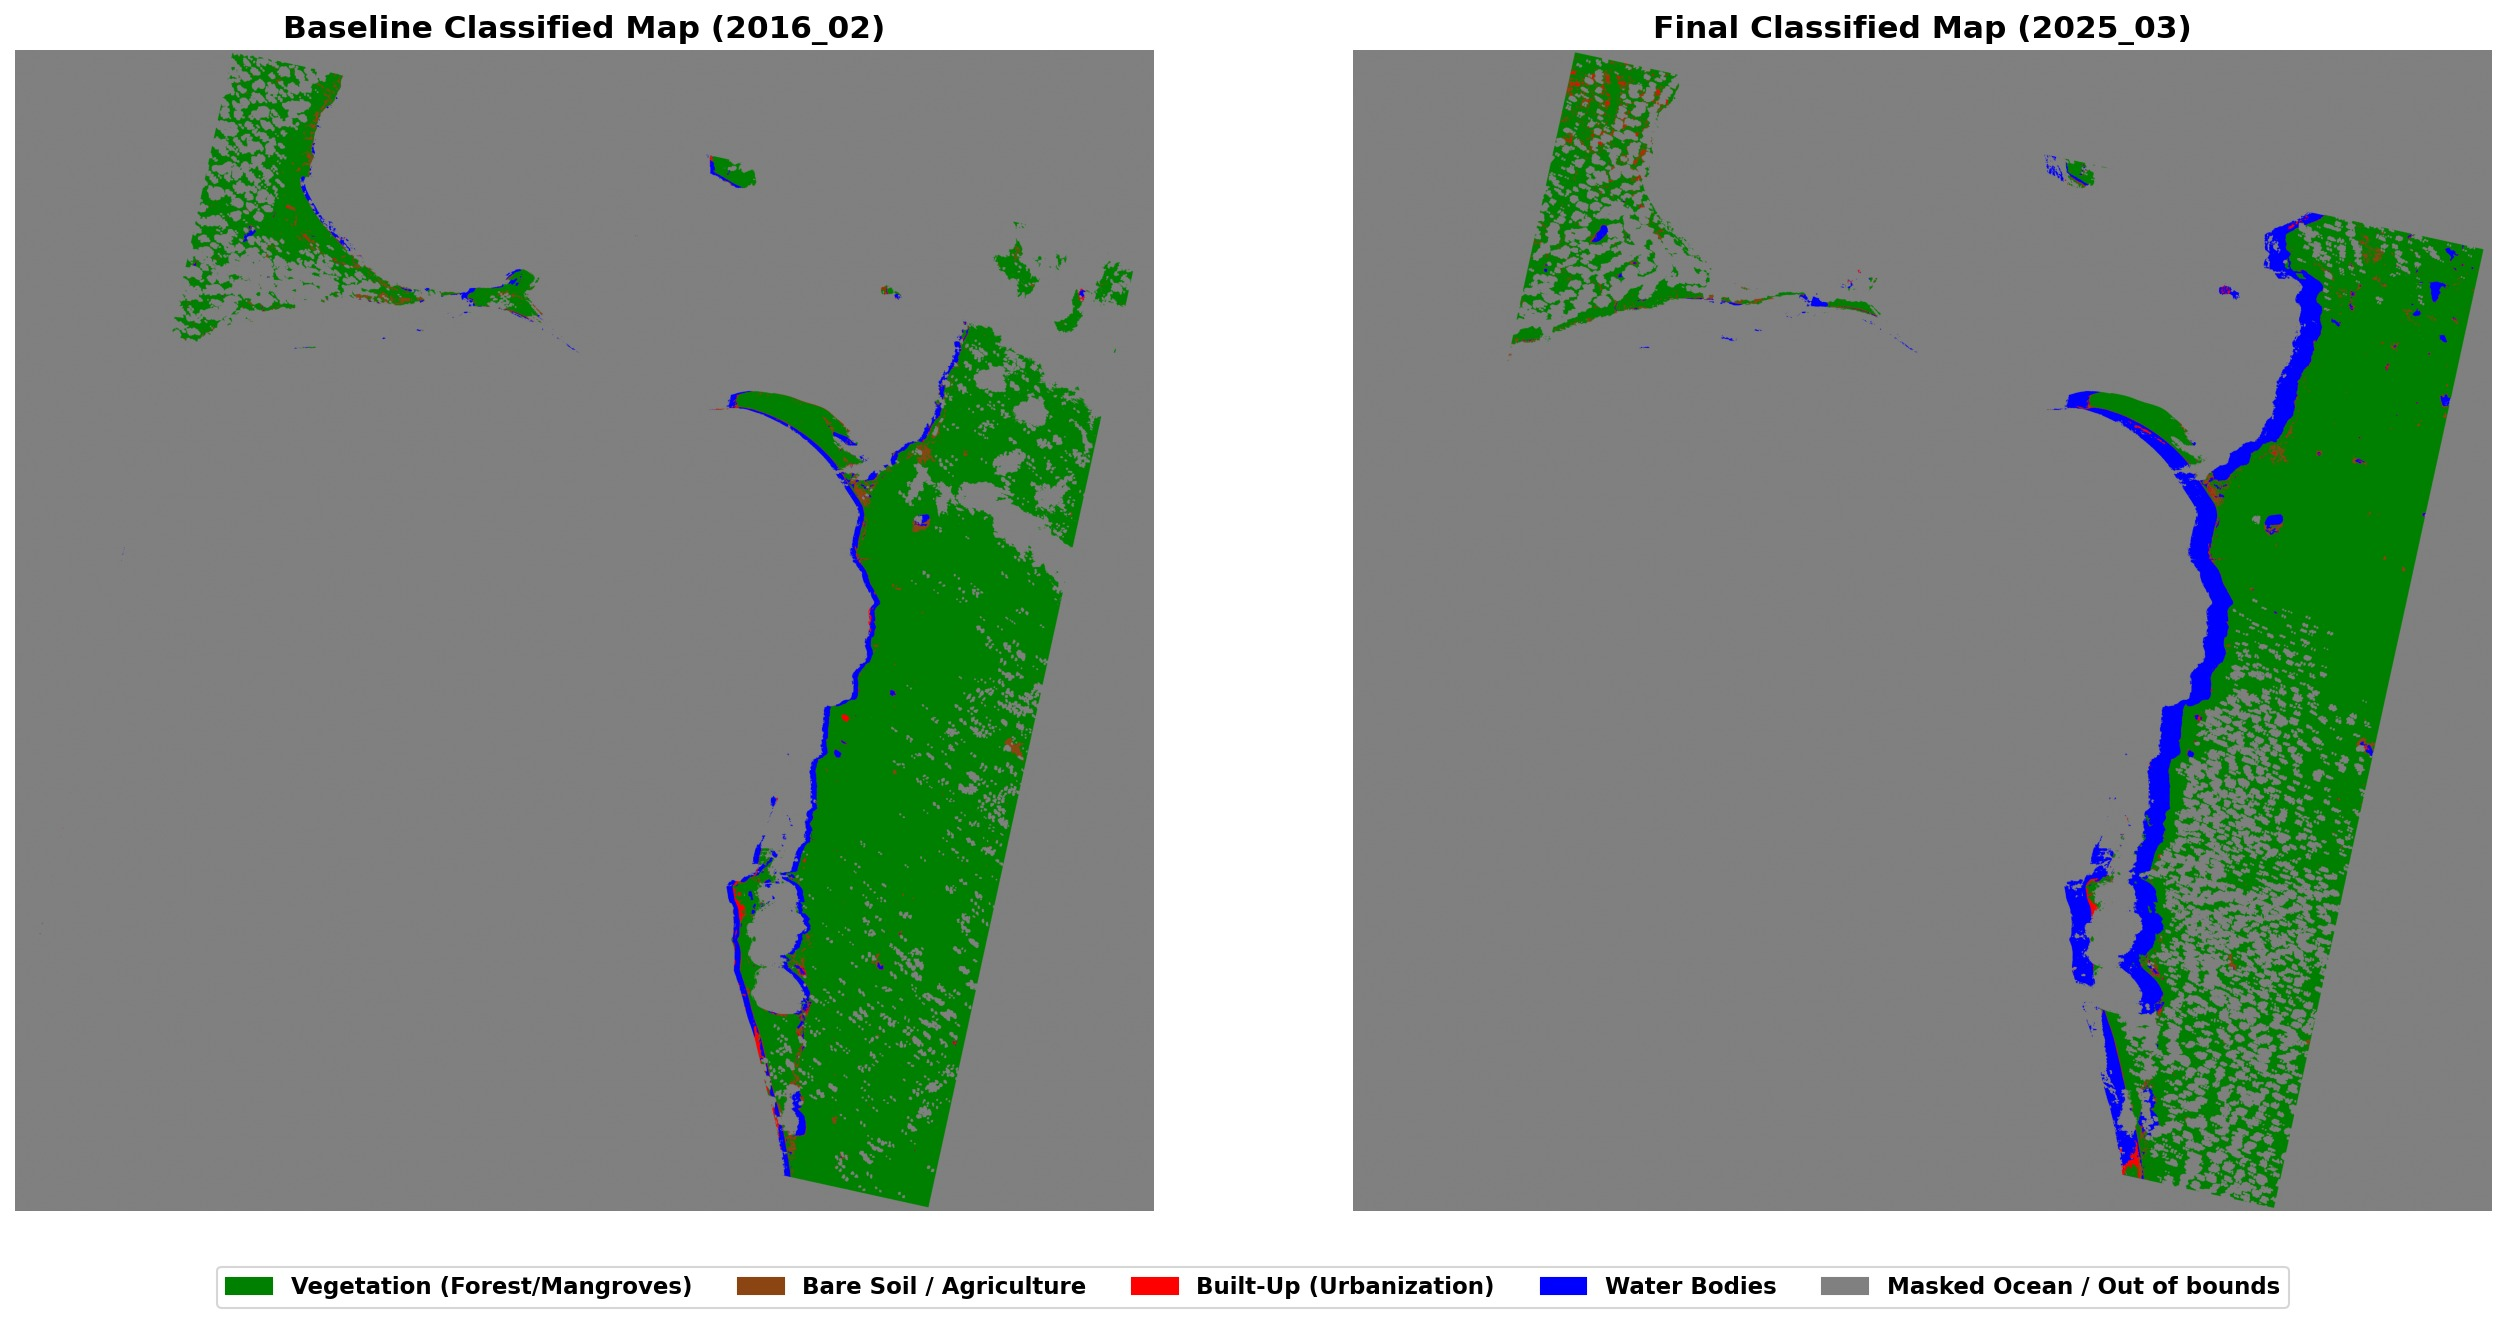 Baseline Classified Map (2016_02)
Final Classified Map (2025_03)
Vegetation (Forest/Mangroves)
Bare Soil / Agriculture
Built-Up (Urbanization)
Water Bodies
Masked Ocean / Out of bounds